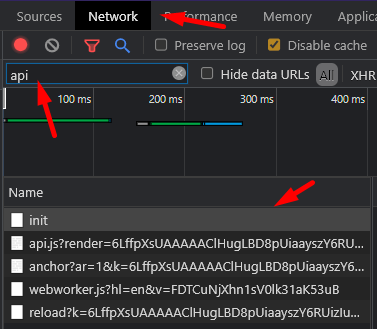 Sources Network Performance Memory Applica
Preserve log Disable cache
api Hide data URLs All XHR
100 ms 200 ms 300 ms 400 ms
Name
init
api.js?render=6LffpXsUAAAAAClHugLBD8pUiaayszY6RU...
anchor?ar=1&k=6LffpXsUAAAAAClHugLBD8pUiaayszY6...
webworker.js?hl=en&v=FDTCuNjXhn1sV0lk31aK53uB
reload?k=6LffpXsUAAAAAClHugLBD8pUiaayszY6RUizIu...